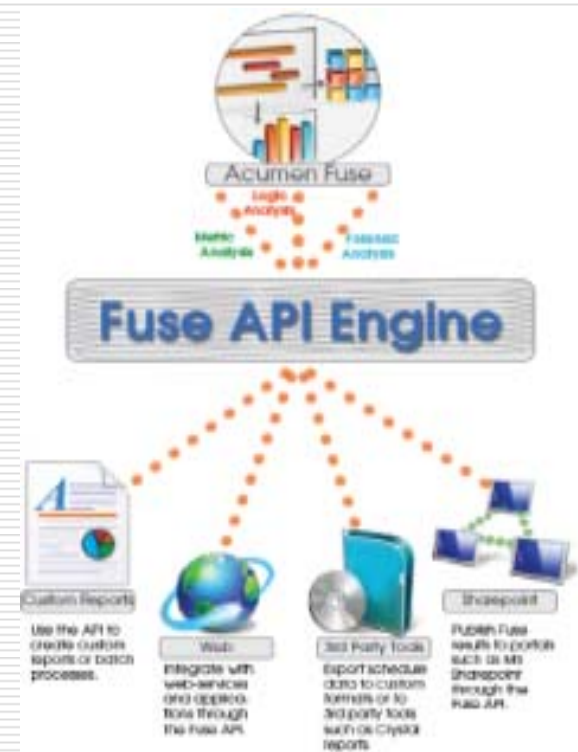 Acumen Fuse
Logic
Analysis
Metric
Analysis
Forensic
Analysis
Fuse API Engine
Custom Reports
Use the API to
create custom
reports or batch
processes.
Web
Integrate with
web-services
and applica-
tions through
the Fuse API.
3rd Party Tools
Export schedule
data to custom
formats or to
3rd party tools
such as Crystal
reports
Sharepoint
Publish Fuse
results to portals
such as MS
Sharepoint
through the
Fuse API.